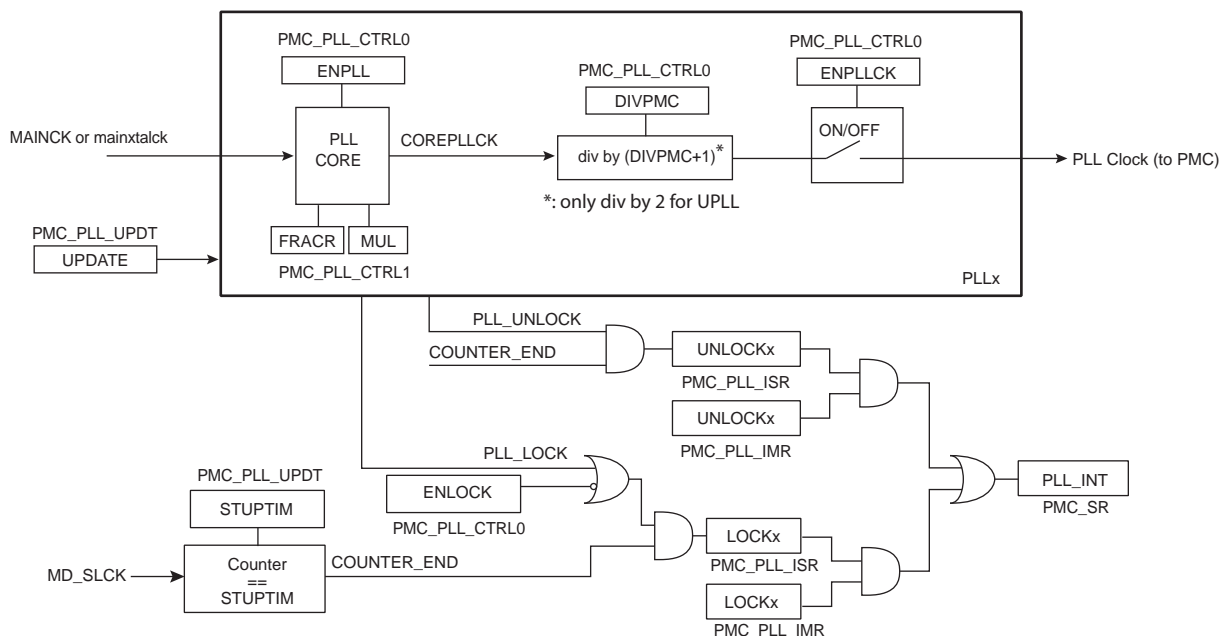 PMC_PLL_CTRL0
ENPLL
PMC_PLL_CTRL0
DIVPMC
PMC_PLL_CTRL0
ENPLLCK
MAINCK or mainxtalck
PLL
CORE
COREPLLCK
div by (DIVPMC+1)*
ON/OFF
PLL Clock (to PMC)
*: only div by 2 for UPLL
FRACR
MUL
PMC_PLL_CTRL1
PMC_PLL_UPDT
UPDATE
PLLx
PLL_UNLOCK
COUNTER_END
UNLOCKx
PMC_PLL_ISR
UNLOCKx
PMC_PLL_IMR
PLL_LOCK
ENLOCK
PMC_PLL_CTRL0
PLL_INT
PMC_SR
PMC_PLL_UPDT
STUPTIM
MD_SLCK
Counter
==
STUPTIM
COUNTER_END
LOCKx
PMC_PLL_ISR
LOCKx
PMC_PLL_IMR